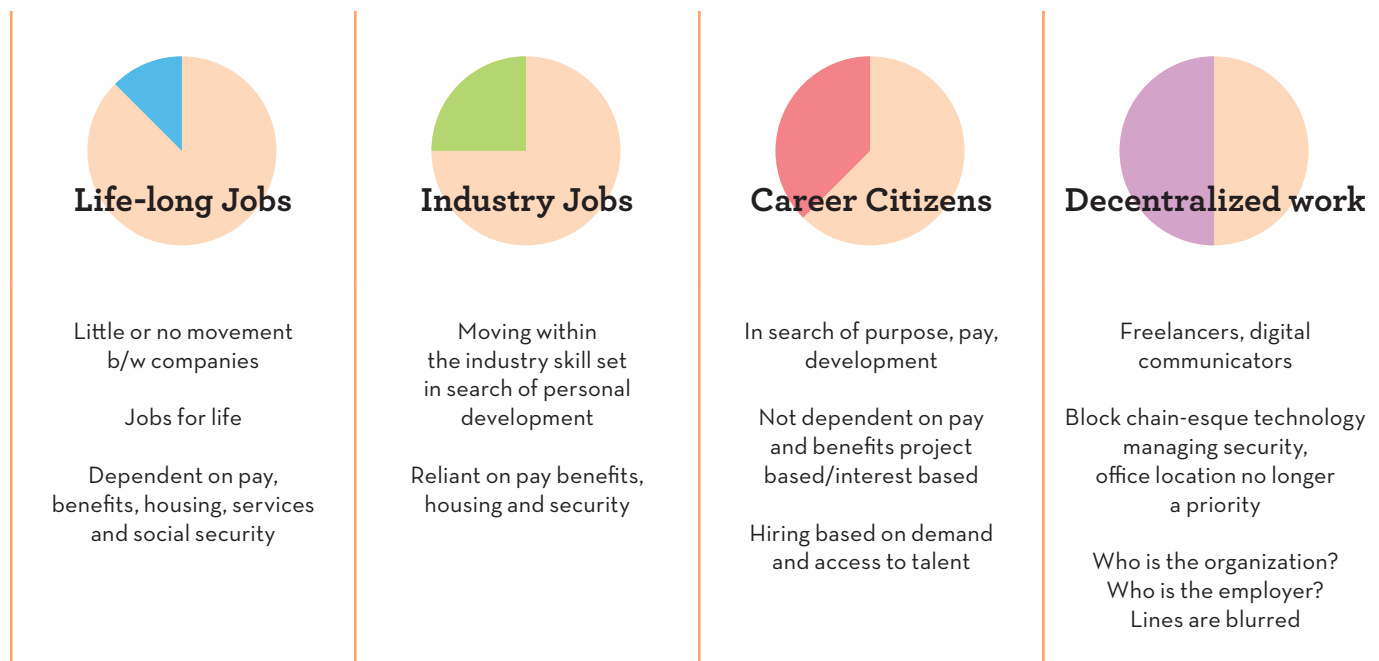 Life-long Jobs
Little or no movement
b/w companies
Jobs for life
Dependent on pay,
benefits, housing, services
and social security
Industry Jobs
Moving within
the industry skill set
in search of personal
development
Reliant on pay benefits,
housing and security
Career Citizens
In search of purpose, pay,
development
Not dependent on pay
and benefits project
based/interest based
Hiring based on demand
and access to talent
Decentralized work
Freelancers, digital
communicators
Block chain-esque technology
managing security,
office location no longer
a priority
Who is the organization?
Who is the employer?
Lines are blurred